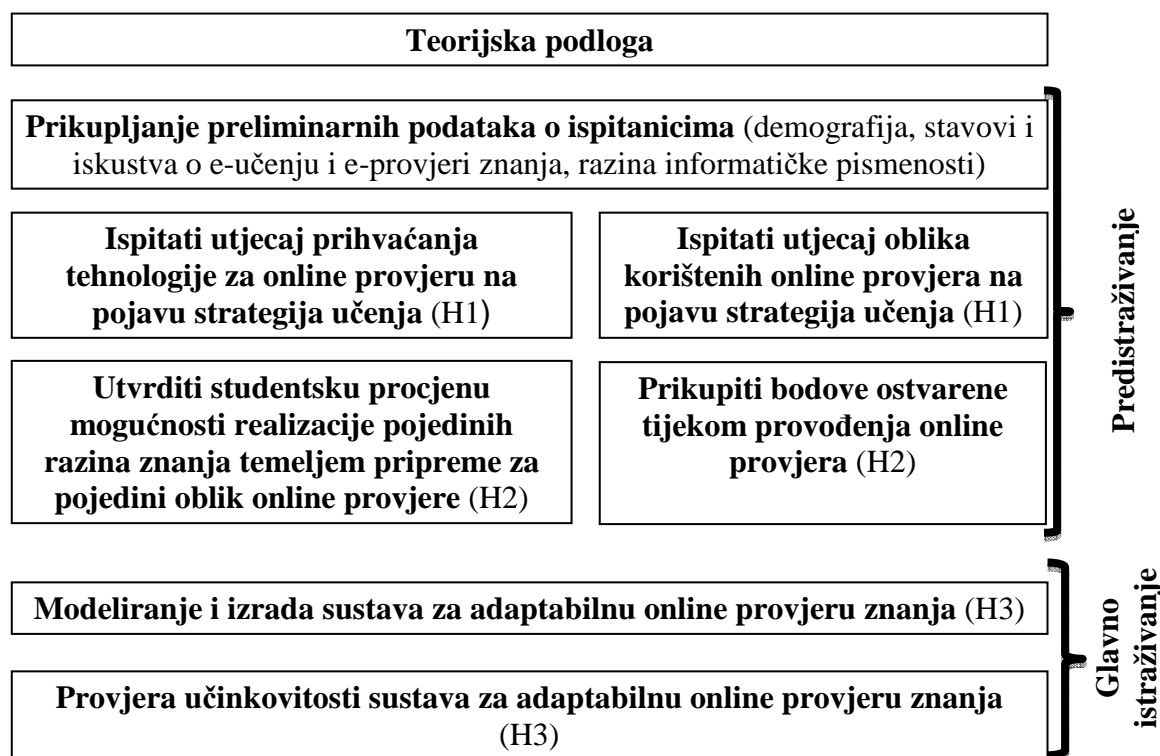 Teorijska podloga
Prikupljanje preliminarnih podataka o ispitanicima (demografija, stavovi i
iskustva o e-učenju i e-provjeri znanja, razina informatičke pismenosti)
Ispitati utjecaj prihvaćanja
tehnologije za online provjeru na
pojavu strategija učenja (H1)
Ispitati utjecaj oblika
korištenih online provjera na
pojavu strategija učenja (H1)
Utvrditi studentsku procjenu
mogućnosti realizacije pojedinih
razina znanja temeljem pripreme za
pojedini oblik online provjere (H2)
Prikupiti bodove ostvarene
tijekom provođenja online
provjera (H2)
Predistraživanje
Modeliranje i izrada sustava za adaptabilnu online provjeru znanja (H3)
Provjera učinkovitosti sustava za adaptabilnu online provjeru znanja
(H3)
Glavno
istraživanje